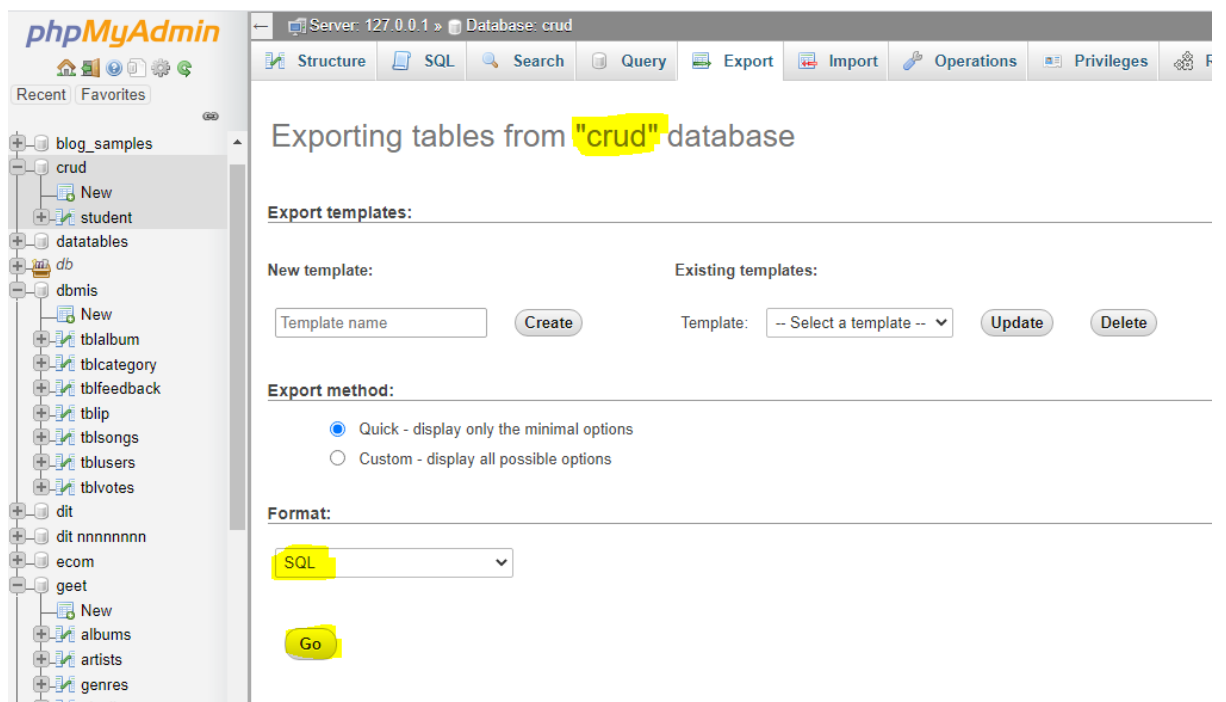 phpMyAdmin
Recent Favorites
blog_samples
crud
New
student
datatables
db
dbmis
New
tblalbum
tblcategory
tblfeedback
tblip
tblsongs
tblusers
tblvotes
dit
dit nnnnnnnn
ecom
geet
New
albums
artists
genres
Server: 127.0.0.1 » Database: crud
Structure SQL Search Query Export Import Operations Privileges R
Exporting tables from "crud" database
Export templates:
New template: Existing templates:
Template name Create Template: -- Select a template -- Update Delete
Export method:
Quick - display only the minimal options
Custom - display all possible options
Format:
SQL
Go